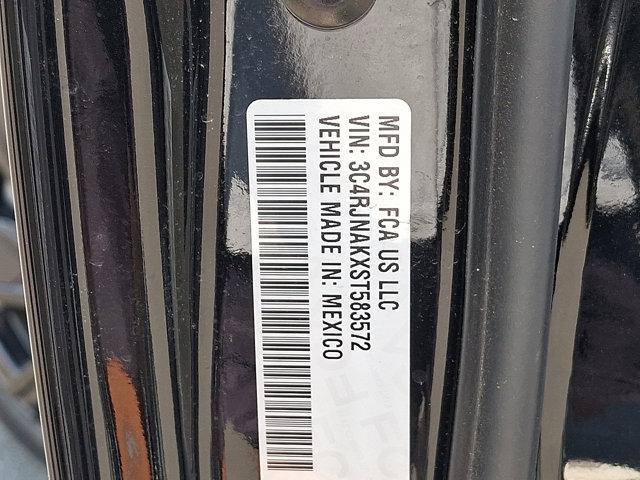 MFD BY: FCA US LLC
VIN: 3C4RJNAKXST583572
VEHICLE MADE IN: MEXICO